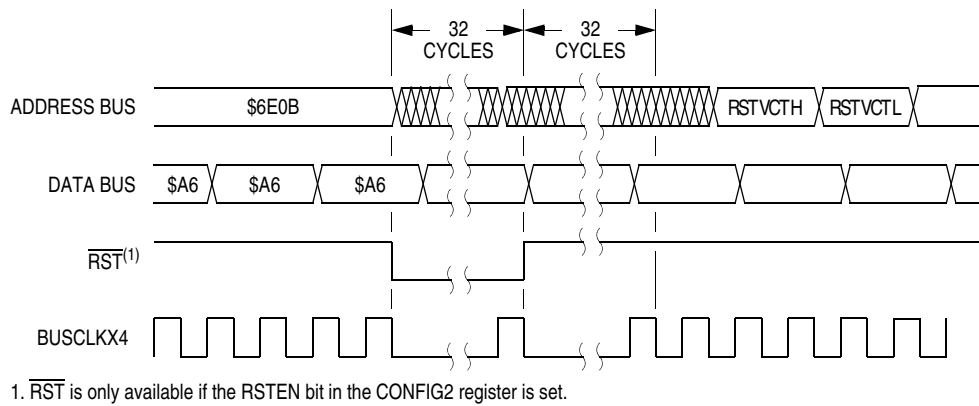 32
CYCLES
32
CYCLES
ADDRESS BUS
$6E0B
RSTVCTH
RSTVCTL
DATA BUS
$A6
$A6
$A6
RST(1)
BUSCLKX4
1. RST is only available if the RSTEN bit in the CONFIG2 register is set.